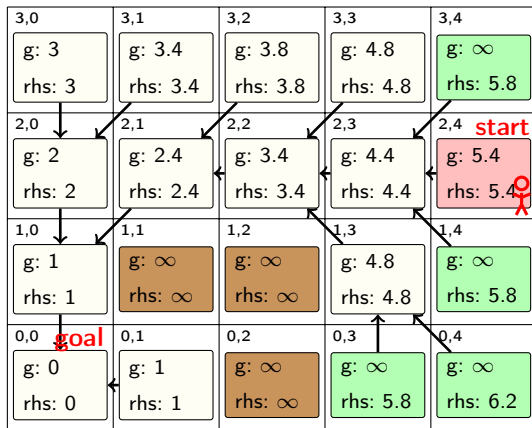 3,0 3,1 3,2 3,3 3,4
g: 3 g: 3.4 g: 3.8 g: 4.8 g: ∞
rhs: 3 rhs: 3.4 rhs: 3.8 rhs: 4.8 rhs: 5.8
2,0 2,1 2,2 2,3 2,4 start
g: 2 g: 2.4 g: 3.4 g: 4.4 g: 5.4
rhs: 2 rhs: 2.4 rhs: 3.4 rhs: 4.4 rhs: 5.4
1,0 1,1 1,2 1,3 1,4
g: 1 g: ∞ g: ∞ g: 4.8 g: ∞
rhs: 1 rhs: ∞ rhs: ∞ rhs: 4.8 rhs: 5.8
0,0 goal 0,1 0,2 0,3 0,4
g: 0 g: 1 g: ∞ g: ∞ g: ∞
rhs: 0 rhs: 1 rhs: ∞ rhs: 5.8 rhs: 6.2